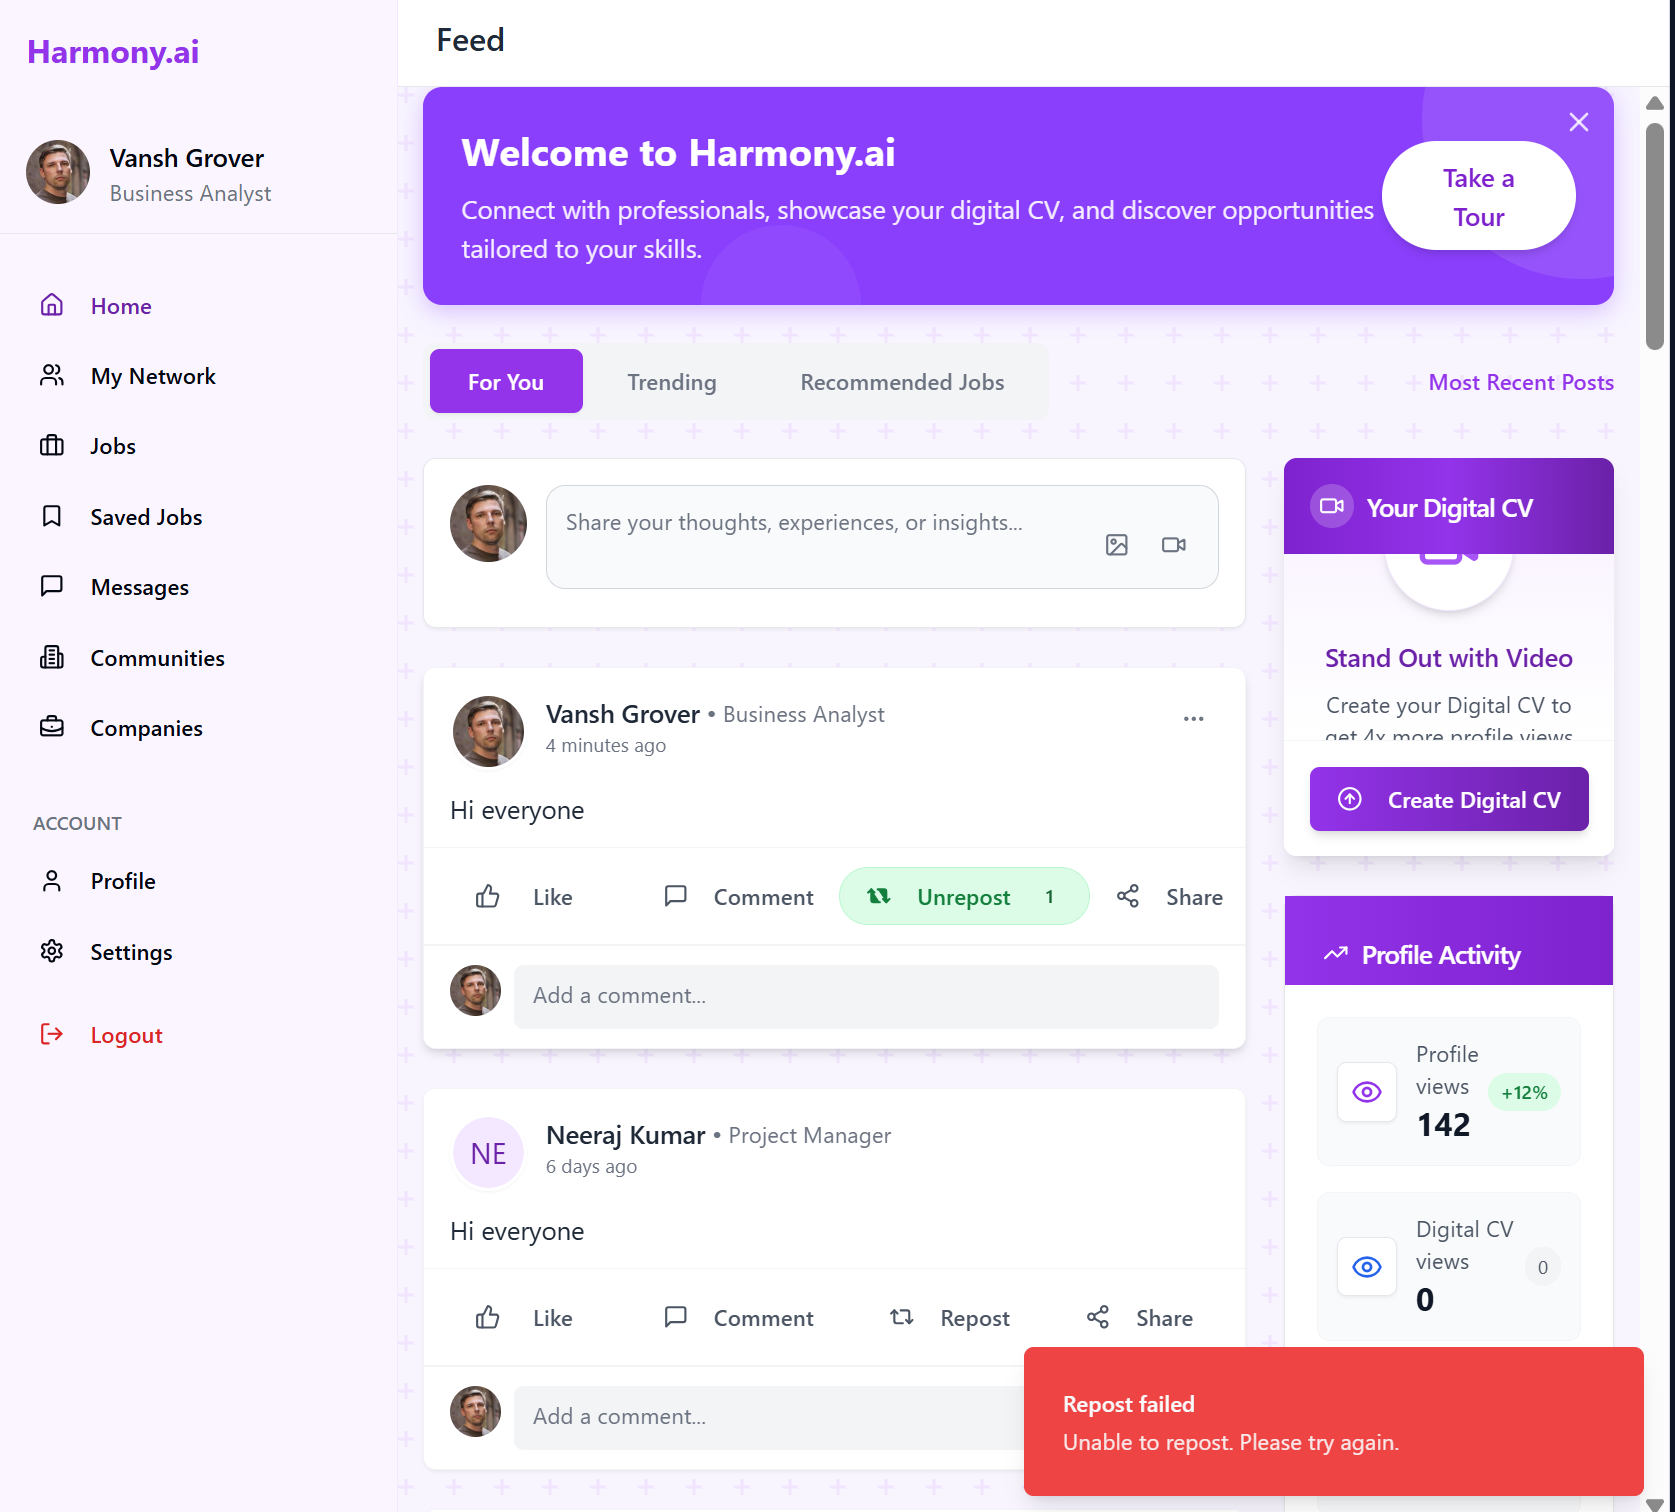 Harmony.ai
Vansh Grover
Business Analyst
Home
My Network
Jobs
Saved Jobs
Messages
Communities
Companies
ACCOUNT
Profile
Settings
Logout
Feed
Welcome to Harmony.ai
Connect with professionals, showcase your digital CV, and discover opportunities
tailored to your skills.
Take a
Tour
For You
Trending
Recommended Jobs
Most Recent Posts
Share your thoughts, experiences, or insights...
Vansh Grover • Business Analyst
4 minutes ago
Hi everyone
Like
Comment
Unrepost 1
Share
Add a comment...
NE
Neeraj Kumar • Project Manager
6 days ago
Hi everyone
Like
Comment
Repost
Share
Add a comment...
Your Digital CV
Stand Out with Video
Create your Digital CV to
get 4x more profile views
Create Digital CV
Profile Activity
Profile
views
142
+12%
Digital CV
views
0
0
Repost failed
Unable to repost. Please try again.